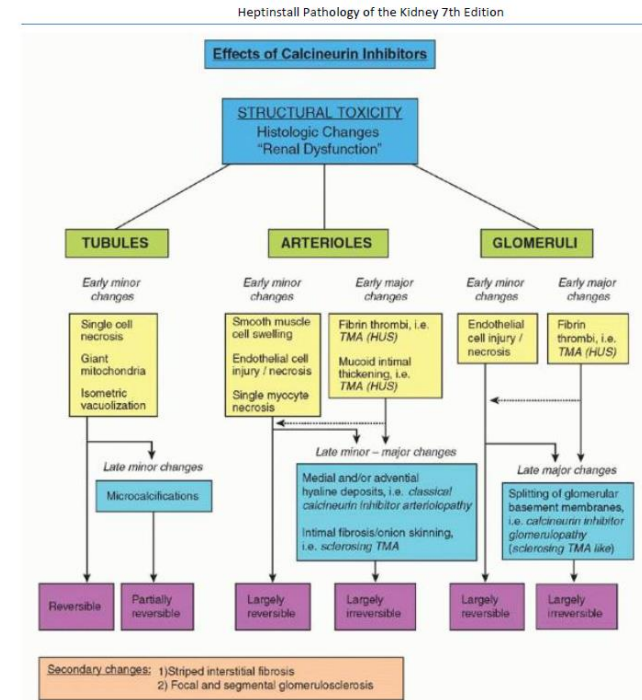 Heptinstall Pathology of the Kidney 7th Edition
Effects of Calcineurin Inhibitors
STRUCTURAL TOXICITY
Histologic Changes
"Renal Dysfunction"
TUBULES
ARTERIOLES
GLOMERULI
Early minor
changes
Early minor
changes
Early major
changes
Early minor
changes
Early major
changes
Single cell
necrosis
Giant
mitochondria
Isometric
vacuolization
Smooth muscle
cell swelling
Endothelial cell
injury / necrosis
Single myocyte
necrosis
Fibrin thrombi, i.e.
TMA (HUS)
Mucoid intimal
thickening, i.e.
TMA (HUS)
Endothelial
cell injury /
necrosis
Fibrin
thrombi, i.e.
TMA (HUS)
Late minor changes
Microcalcifications
Late minor – major changes
Medial and/or advential
hyaline deposits, i.e. classical
calcineurin inhibitor arteriolopathy
Intimal fibrosis/onion skinning,
i.e. sclerosing TMA
Late major changes
Splitting of glomerular
basement membranes,
i.e. calcineurin inhibitor
glomerulopathy
(sclerosing TMA like)
Reversible
Partially
reversible
Largely
reversible
Largely
irreversible
Largely
reversible
Largely
irreversible
Secondary changes: 1)Striped interstitial fibrosis
2) Focal and segmental glomerulosclerosis